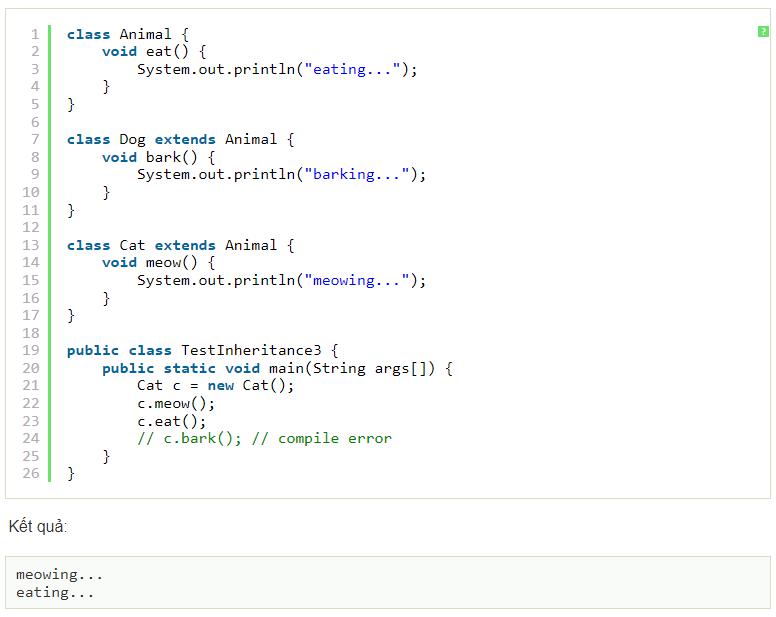 1 class Animal {
2     void eat() {
3         System.out.println("eating...");
4     }
5 }
6
7 class Dog extends Animal {
8     void bark() {
9         System.out.println("barking...");
10     }
11 }
12
13 class Cat extends Animal {
14     void meow() {
15         System.out.println("meowing...");
16     }
17 }
18
19 public class TestInheritance3 {
20     public static void main(String args[]) {
21         Cat c = new Cat();
22         c.meow();
23         c.eat();
24         // c.bark(); // compile error
25     }
26 }
?
Kết quả:
meowing...
eating...